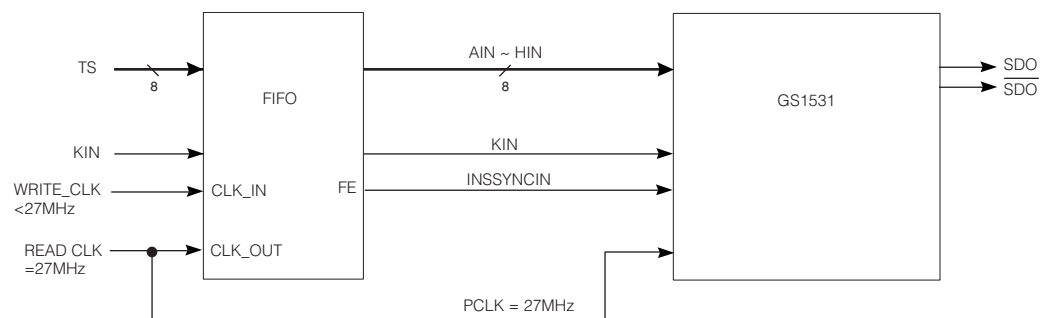 TS
8
KIN
WRITE_CLK
<27MHz
READ CLK
=27MHz
FIFO
CLK_IN
FE
CLK_OUT
AIN ~ HIN
8
KIN
INSSYNCIN
PCLK = 27MHz
GS1531
SDO
SDO